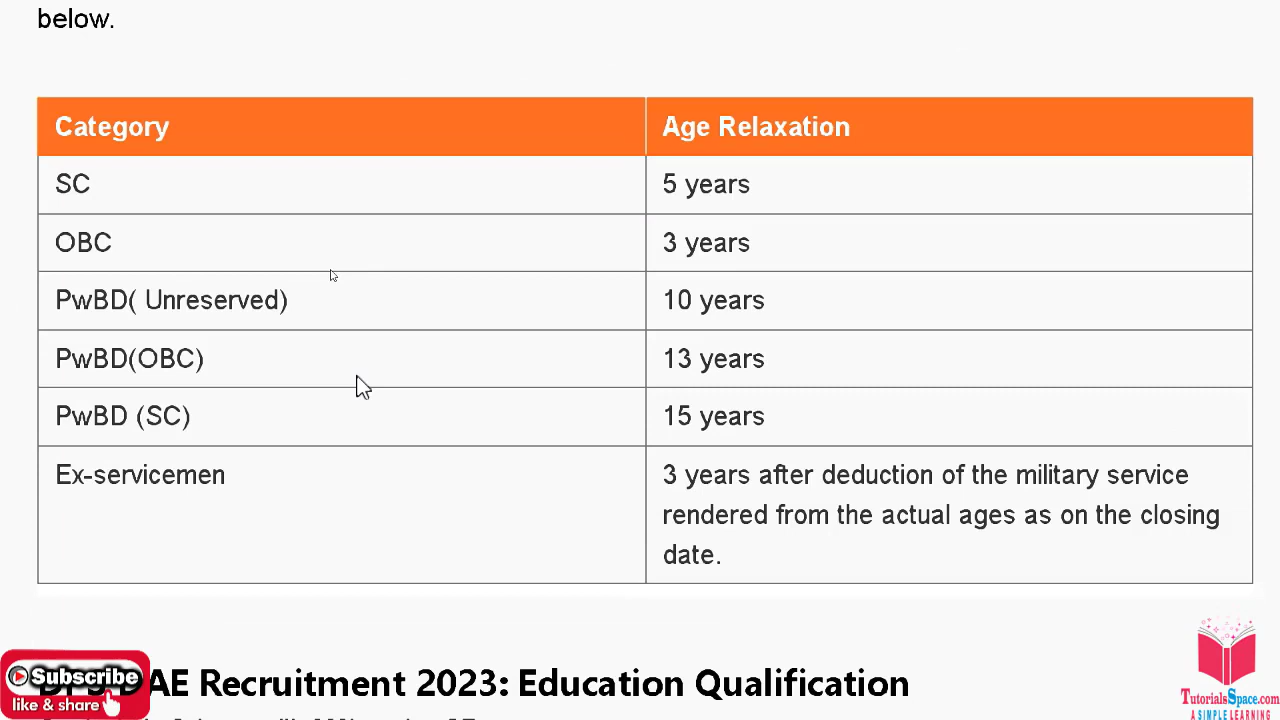 below.
Category Age Relaxation
SC 5 years
OBC 3 years
PwBD( Unreserved) 10 years
PwBD(OBC) 13 years
PwBD (SC) 15 years
Ex-servicemen 3 years after deduction of the military service
rendered from the actual ages as on the closing
date.
AE Recruitment 2023: Education Qualification
Subscribe
like & share
TutorialsSpace.com
A SIMPLE LEARNING